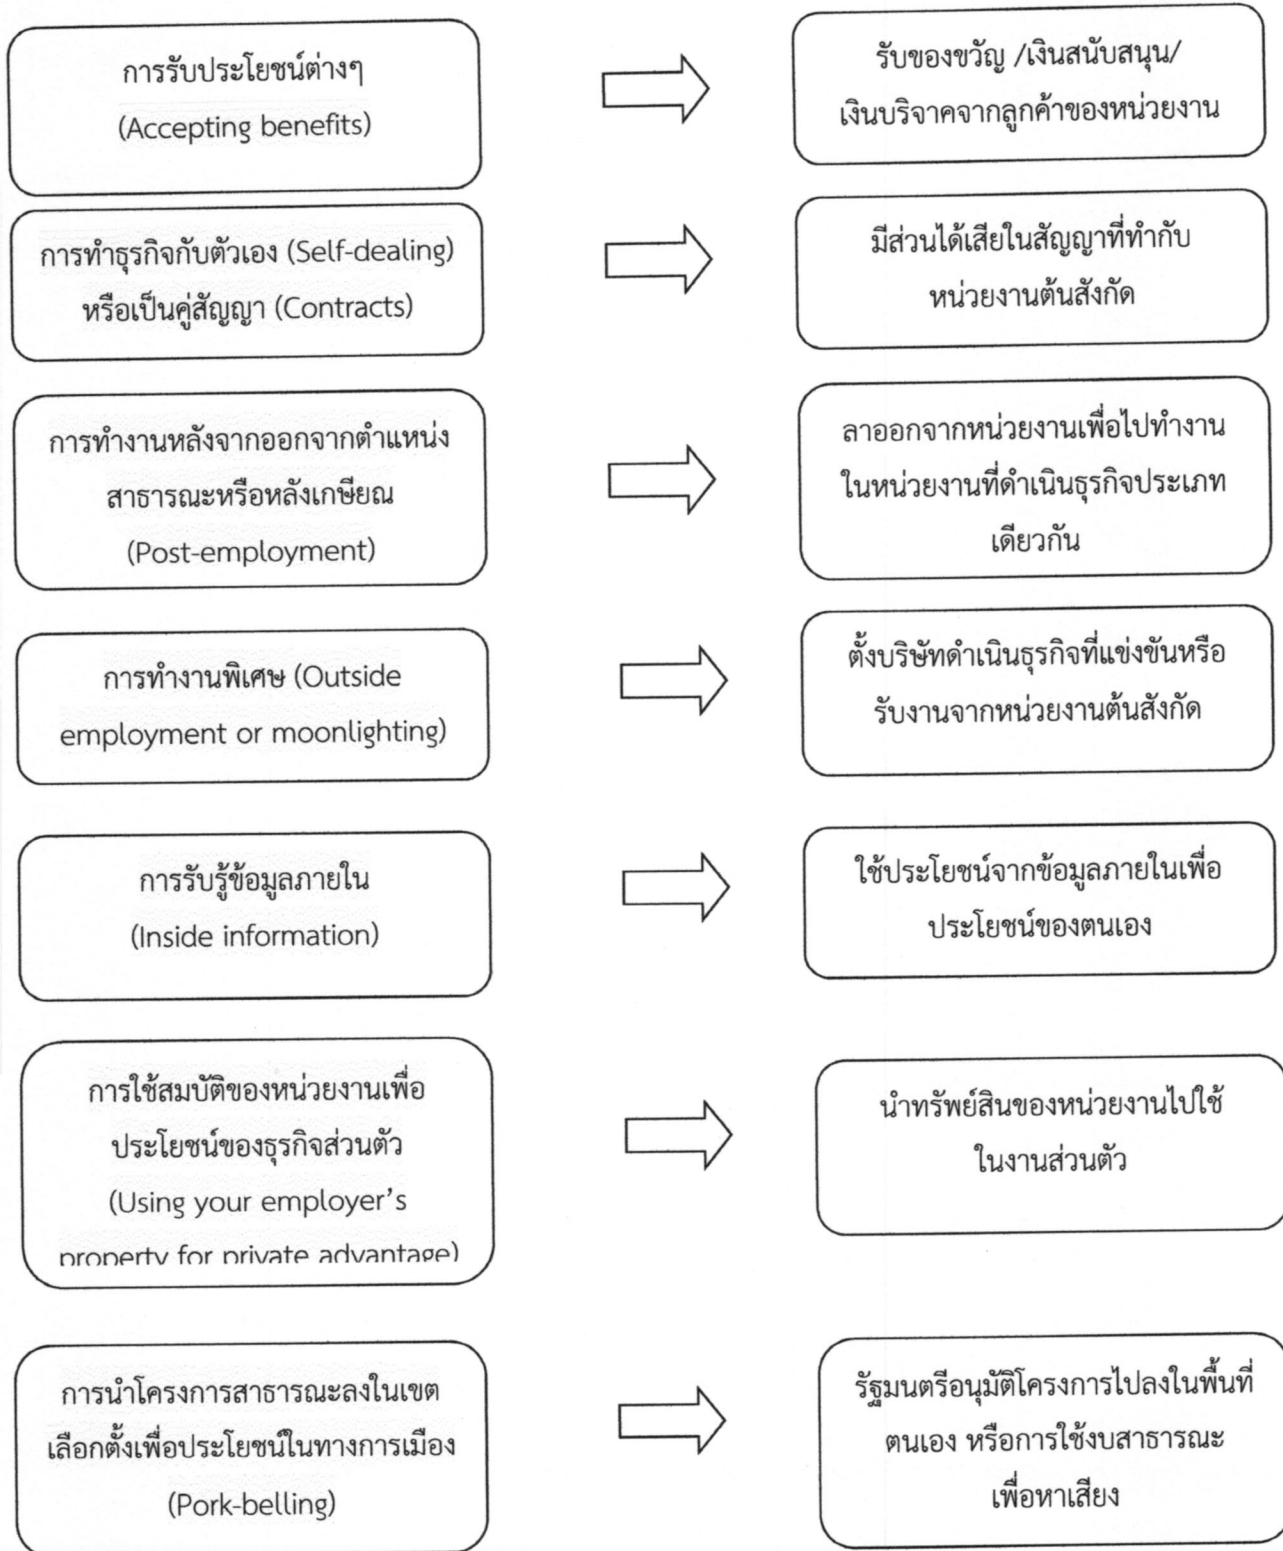 การรับประโยชน์ต่างๆ
(Accepting benefits)
รับของขวัญ /เงินสนับสนุน/
เงินบริจาคจากลูกค้าของหน่วยงาน
การทำธุรกิจกับตัวเอง (Self-dealing)
หรือเป็นคู่สัญญา (Contracts)
มีส่วนได้เสียในสัญญาที่ทำกับ
หน่วยงานต้นสังกัด
การทำงานหลังจากออกจากตำแหน่ง
สาธารณะหรือหลังเกษียณ
(Post-employment)
ลาออกจากหน่วยงานเพื่อไปทำงาน
ในหน่วยงานที่ดำเนินธุรกิจประเภท
เดียวกัน
การทำงานพิเศษ (Outside
employment or moonlighting)
ตั้งบริษัทดำเนินธุรกิจที่แข่งขันหรือ
รับงานจากหน่วยงานต้นสังกัด
การรับรู้ข้อมูลภายใน
(Inside information)
ใช้ประโยชน์จากข้อมูลภายในเพื่อ
ประโยชน์ของตนเอง
การใช้สมบัติของหน่วยงานเพื่อ
ประโยชน์ของธุรกิจส่วนตัว
(Using your employer's
property for private advantage)
นำทรัพย์สินของหน่วยงานไปใช้
ในงานส่วนตัว
การนำโครงการสาธารณะลงในเขต
เลือกตั้งเพื่อประโยชน์ในทางการเมือง
(Pork-belling)
รัฐมนตรีอนุมัติโครงการไปลงในพื้นที่
ตนเอง หรือการใช้งบสาธารณะ
เพื่อหาเสียง